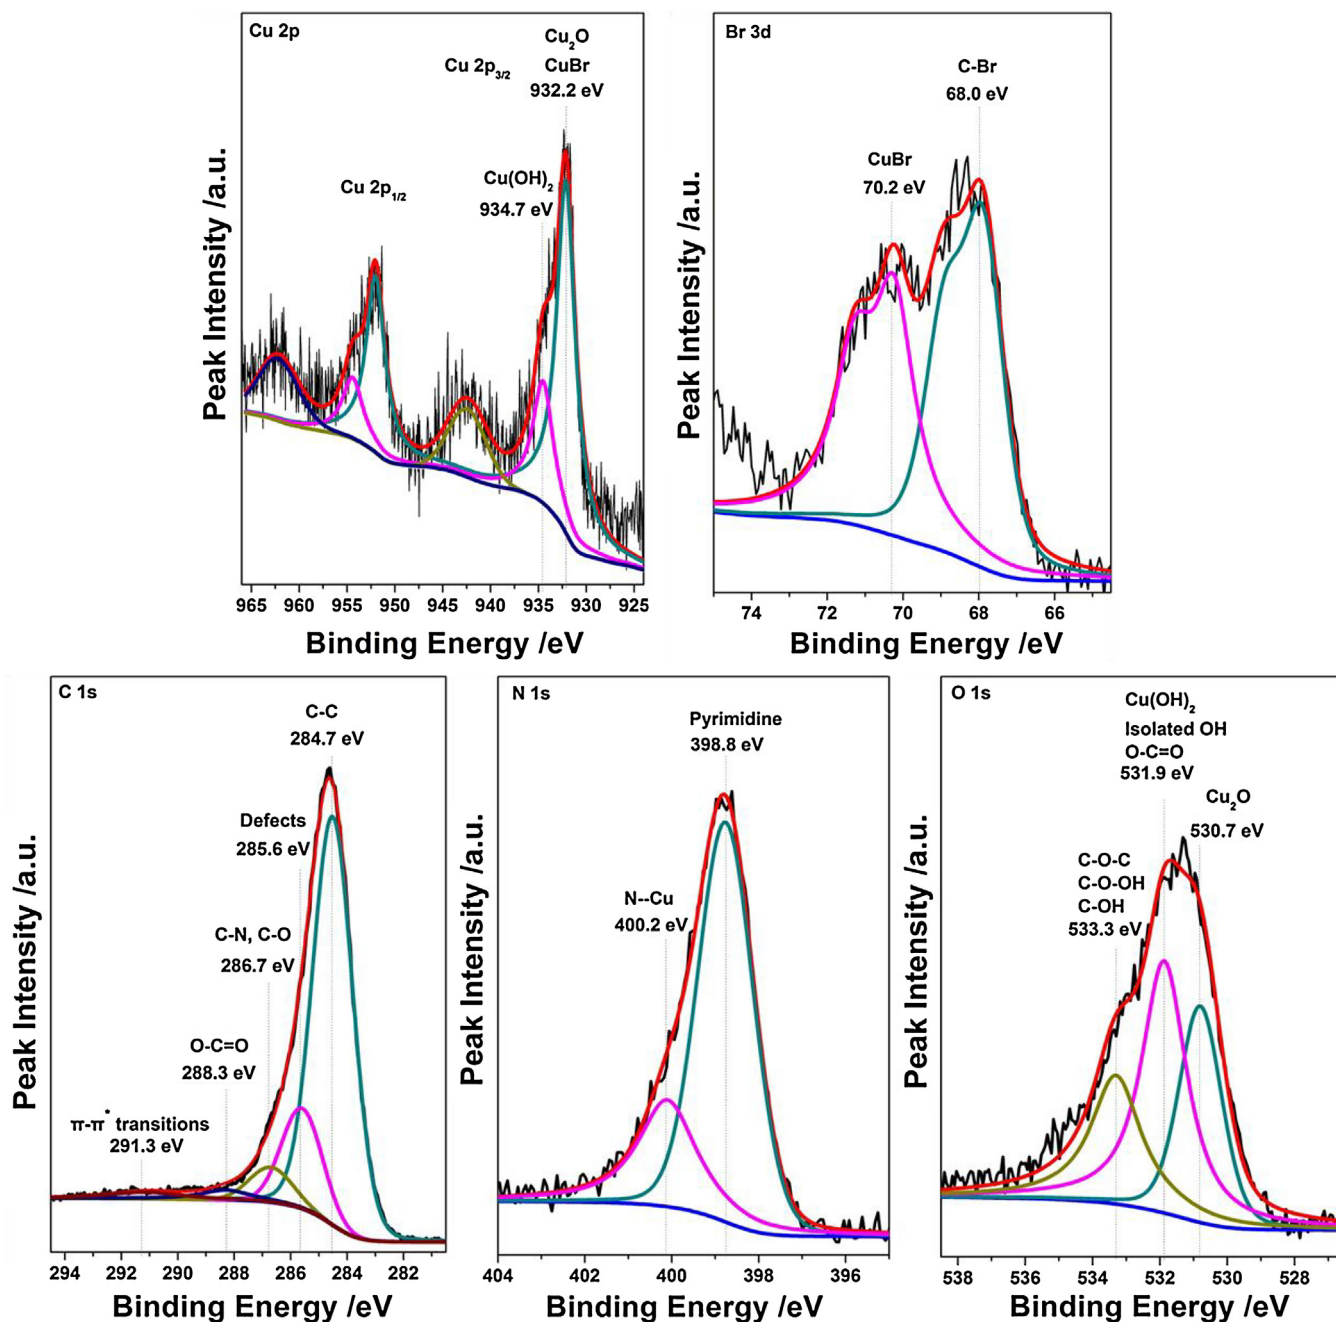 Cu 2p
Cu₂O
CuBr
932.2 eV
Cu 2p₃/₂
Cu(OH)₂
934.7 eV
Cu 2p₁/₂
Peak Intensity /a.u.
965 960 955 950 945 940 935 930 925
Binding Energy /eV
Br 3d
C-Br
68.0 eV
CuBr
70.2 eV
Peak Intensity /a.u.
74 72 70 68 66
Binding Energy /eV
C 1s
C-C
284.7 eV
Defects
285.6 eV
C-N, C-O
286.7 eV
O-C=O
288.3 eV
π-π* transitions
291.3 eV
Peak Intensity /a.u.
294 292 290 288 286 284 282
Binding Energy /eV
N 1s
Pyrimidine
398.8 eV
N--Cu
400.2 eV
Peak Intensity /a.u.
404 402 400 398 396
Binding Energy /eV
O 1s
Cu(OH)₂
Isolated OH
O-C=O
531.9 eV
Cu₂O
530.7 eV
C-O-C
C-O-OH
C-OH
533.3 eV
Peak Intensity /a.u.
538 536 534 532 530 528
Binding Energy /eV